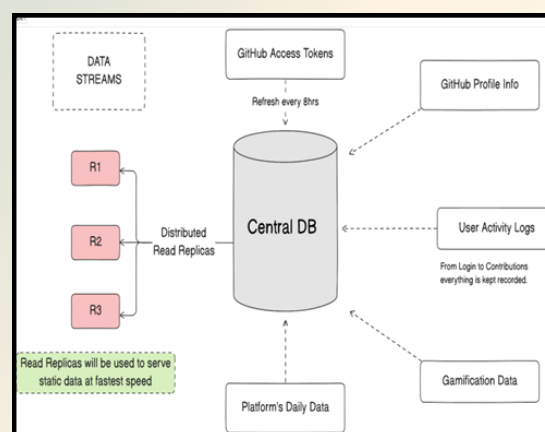 DATA
STREAMS
GitHub Access Tokens
Refresh every 8hrs
GitHub Profile Info
R1
R2
R3
Distributed
Read Replicas
Central DB
User Activity Logs
From Login to Contributions
everything is kept recorded.
Read Replicas will be used to serve
static data at fastest speed
Platform's Daily Data
Gamification Data